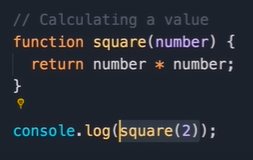 // Calculating a value
function square(number) {
  return number * number;
}
console.log(square(2));